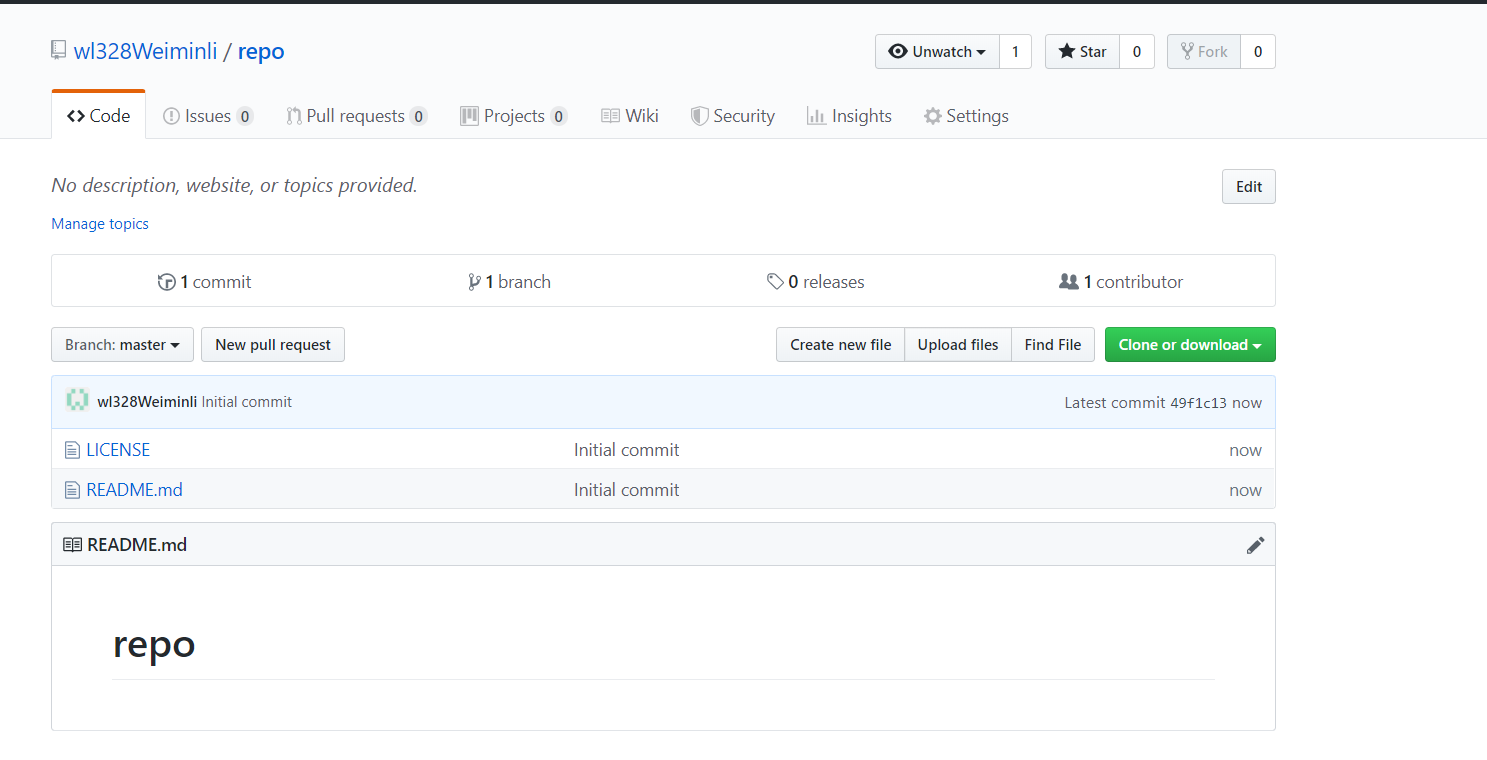 wl328Weiminli / repo
Unwatch 1 Star 0 Fork 0
Code Issues 0 Pull requests 0 Projects 0 Wiki Security Insights Settings
No description, website, or topics provided. Edit
Manage topics
1 commit 1 branch 0 releases 1 contributor
Branch: master New pull request Create new file Upload files Find File Clone or download
wl328Weiminli Initial commit Latest commit 49f1c13 now
LICENSE Initial commit now
README.md Initial commit now
README.md
repo